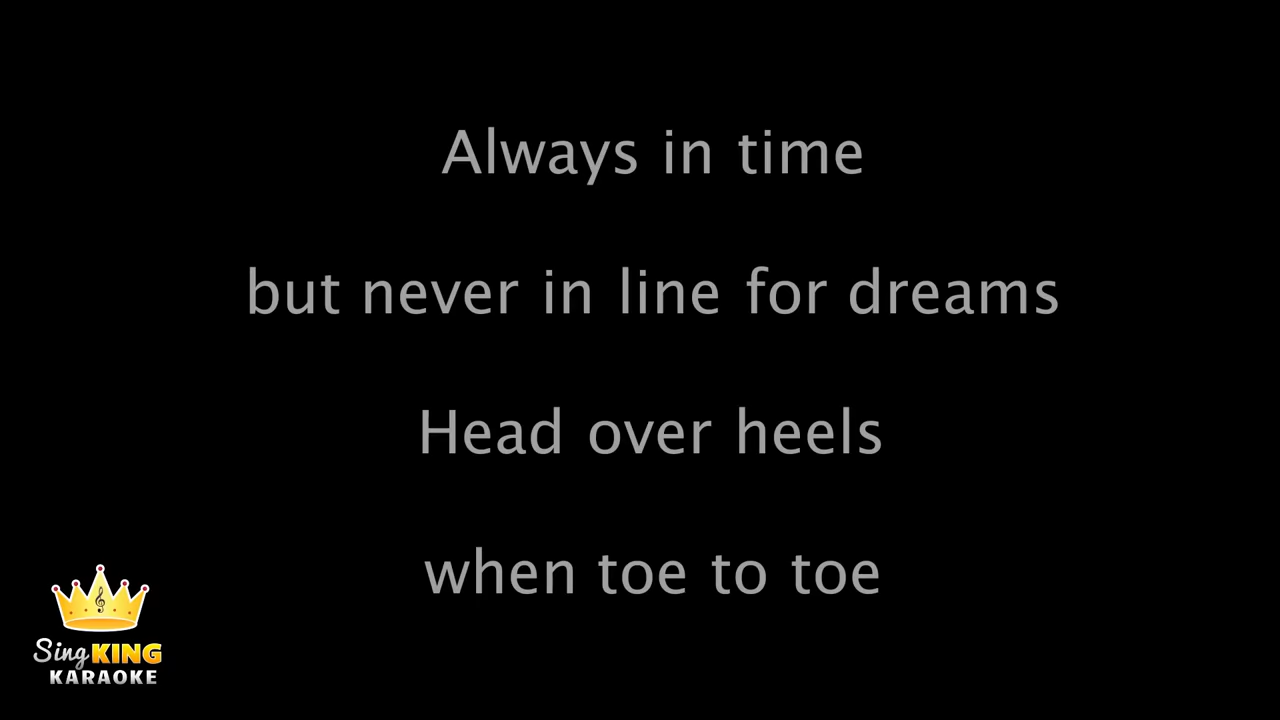 Always in time
but never in line for dreams
Head over heels
when toe to toe
Sing KING
KARAOKE